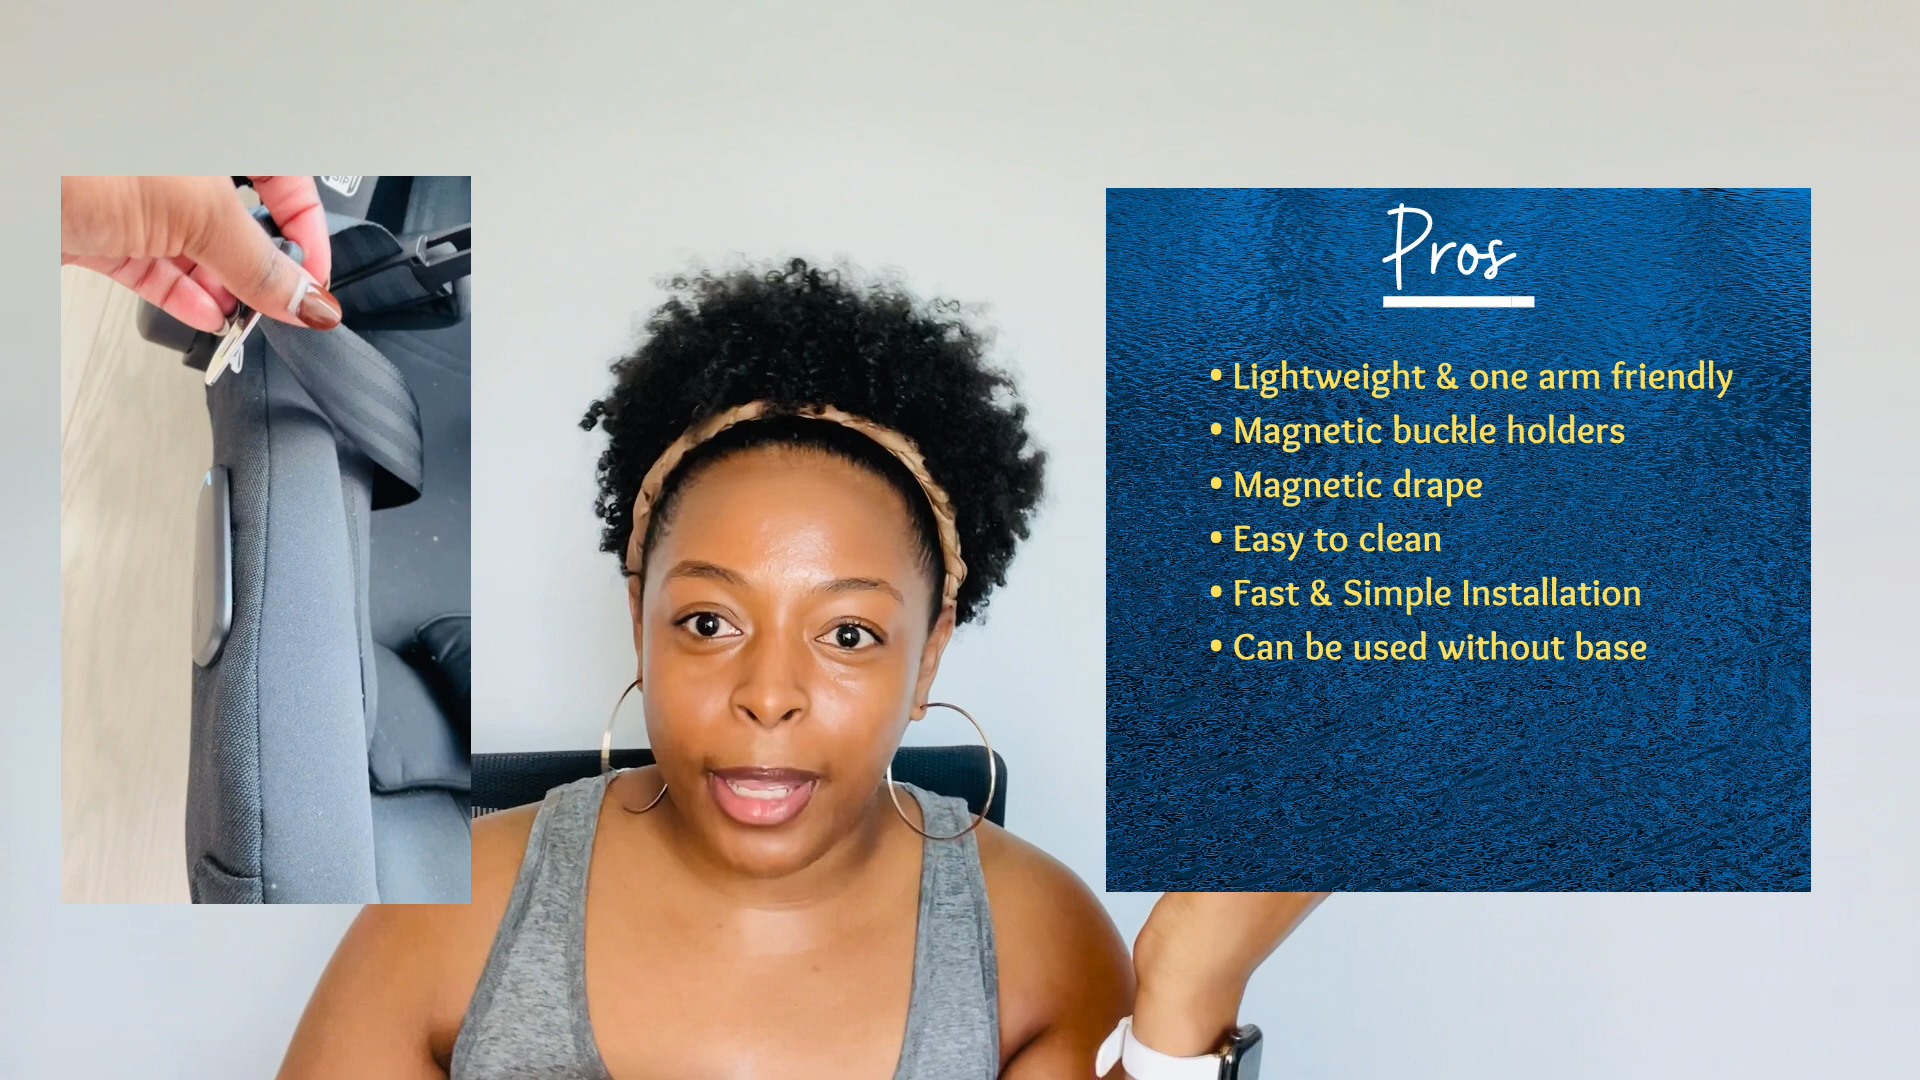 Pros
• Lightweight & one arm friendly
• Magnetic buckle holders
• Magnetic drape
• Easy to clean
• Fast & Simple Installation
• Can be used without base